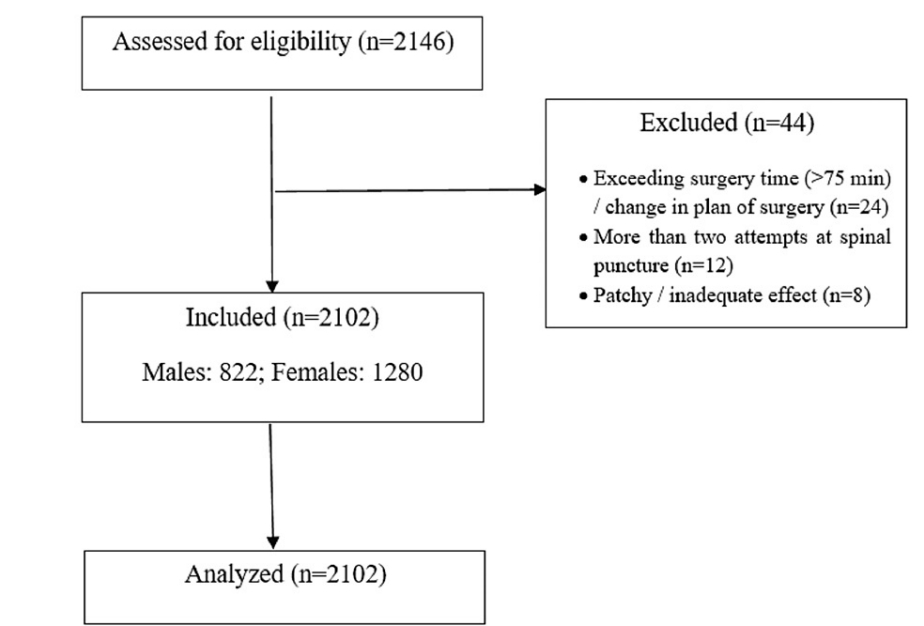 Assessed for eligibility (n=2146)
Excluded (n=44)
• Exceeding surgery time (>75 min)
/ change in plan of surgery (n=24)
• More than two attempts at spinal
puncture (n=12)
• Patchy / inadequate effect (n=8)
Included (n=2102)
Males: 822; Females: 1280
Analyzed (n=2102)